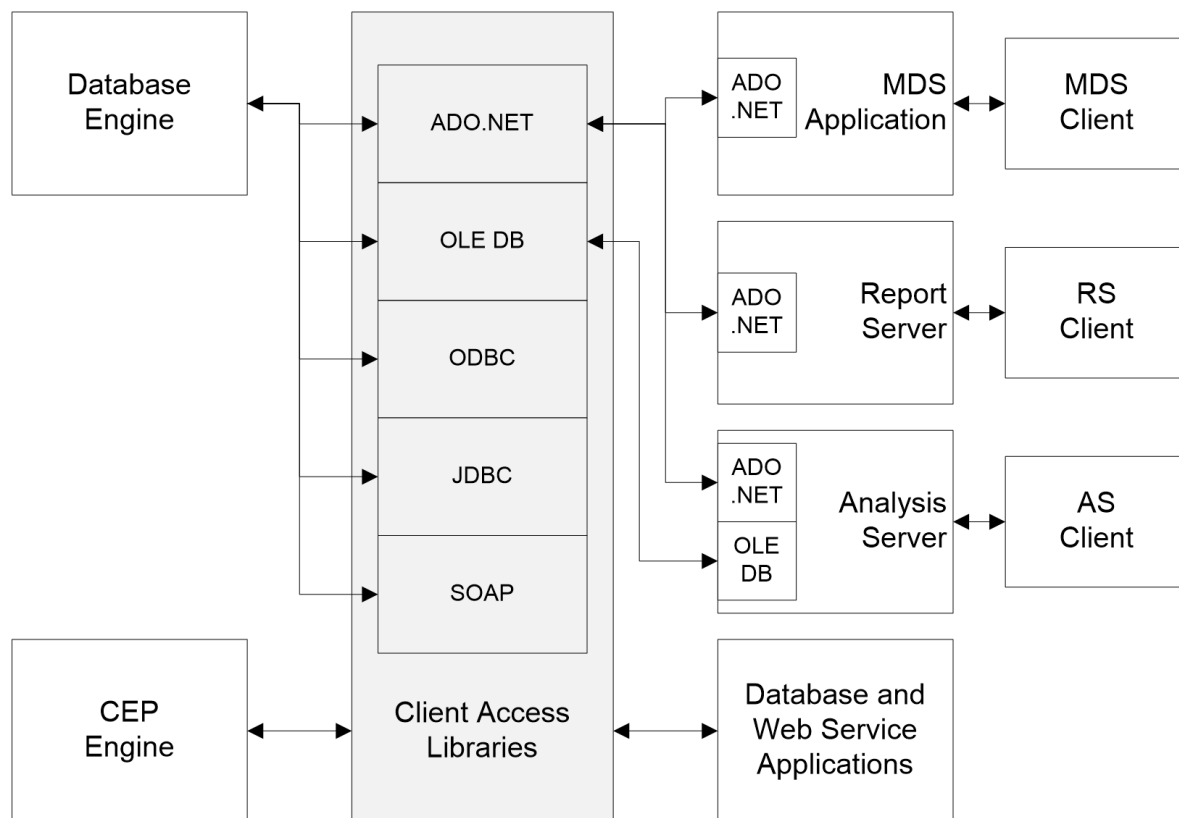 Database
Engine
CEP
Engine
ADO.NET
OLE DB
ODBC
JDBC
SOAP
Client Access
Libraries
ADO
.NET
MDS
Application
MDS
Client
ADO
.NET
Report
Server
RS
Client
ADO
.NET
OLE
DB
Analysis
Server
AS
Client
Database and
Web Service
Applications